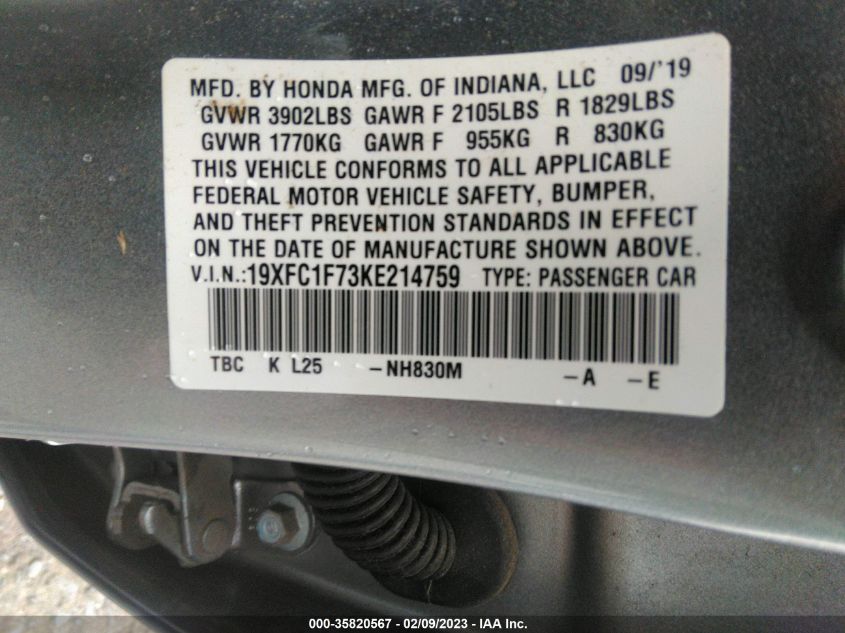 MFD. BY HONDA MFG. OF INDIANA, LLC 09/'19
GVWR 3902LBS GAWR F 2105LBS R 1829LBS
GVWR 1770KG GAWR F 955KG R 830KG
THIS VEHICLE CONFORMS TO ALL APPLICABLE
FEDERAL MOTOR VEHICLE SAFETY, BUMPER,
AND THEFT PREVENTION STANDARDS IN EFFECT
ON THE DATE OF MANUFACTURE SHOWN ABOVE.
V.I.N.:19XFC1F73KE214759 TYPE: PASSENGER CAR
TBC K L25 -NH830M -A -E
000-35820567 - 02/09/2023 - IAA Inc.